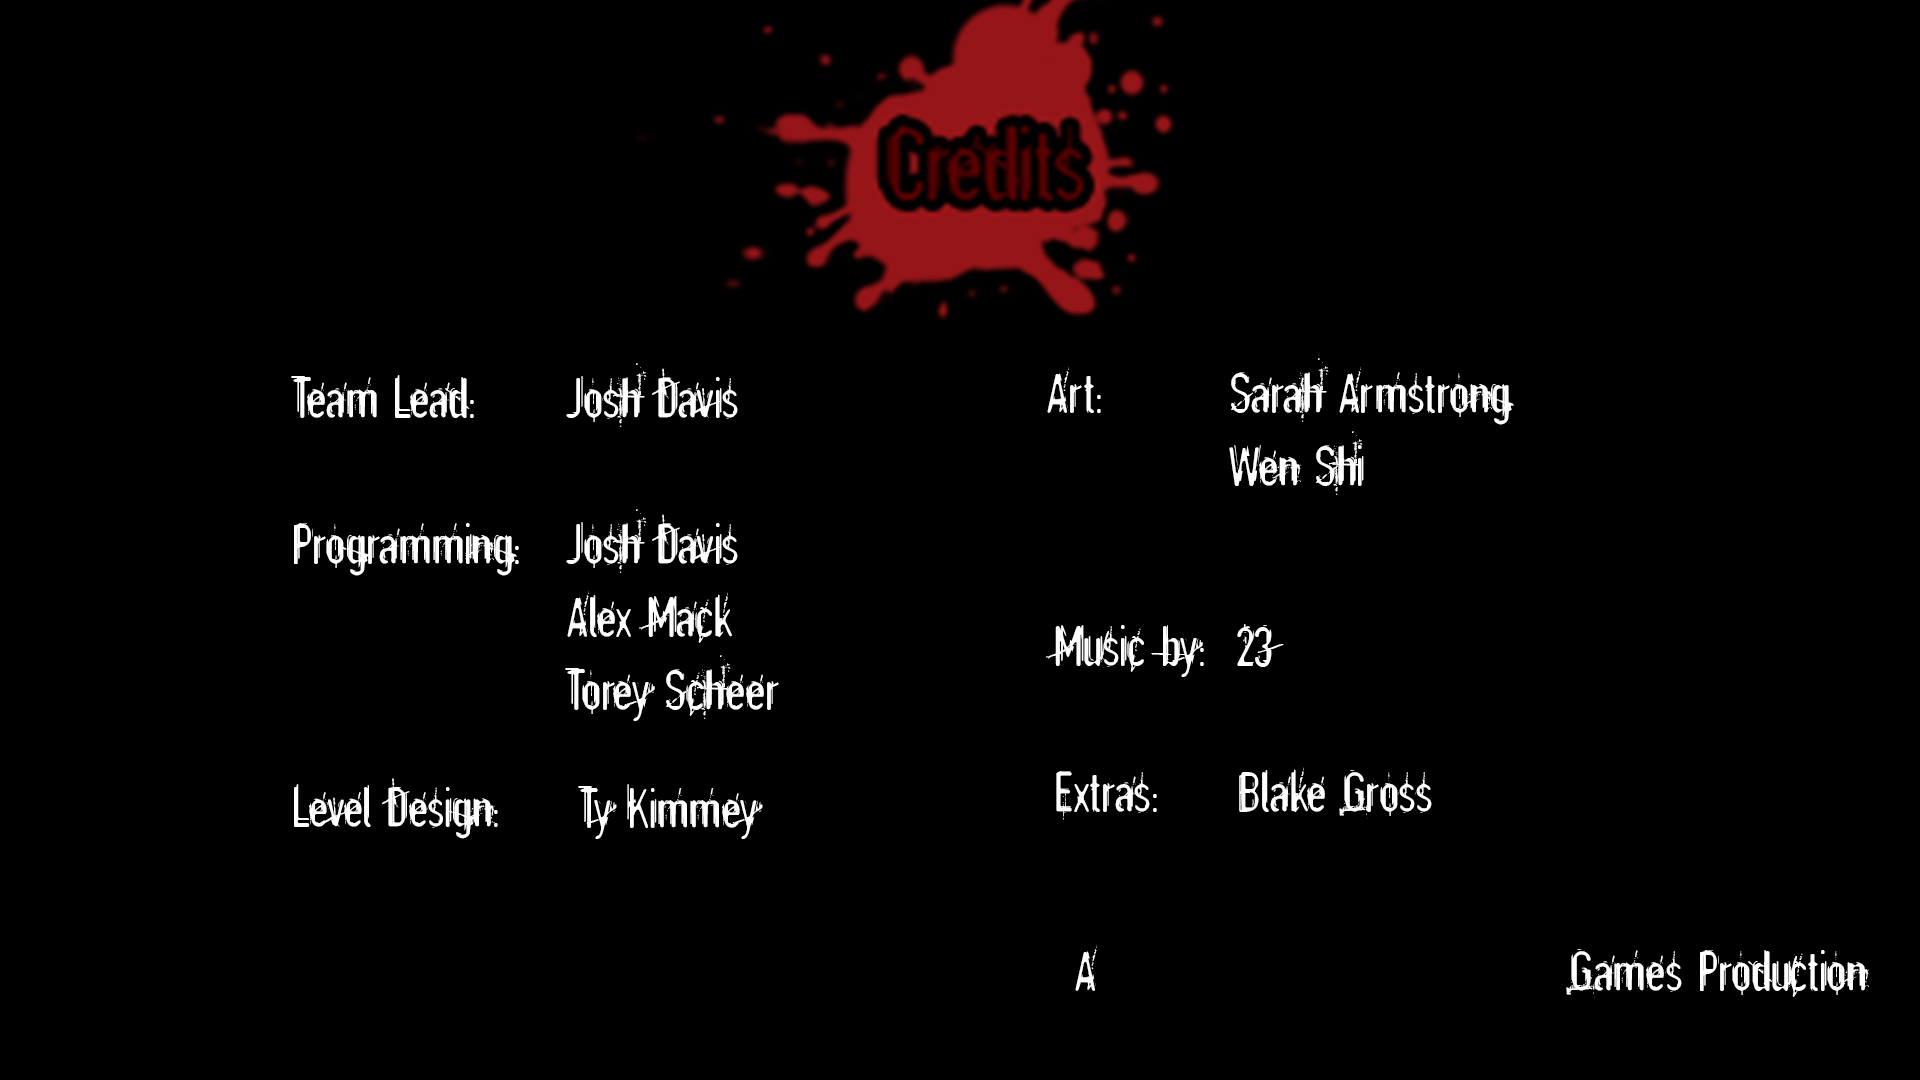 Credits
Team Lead: Josh Davis
Programming: Josh Davis
Alex Mack
Torey Scheer
Level Design: Ty Kimmey
Art: Sarah Armstrong
Wen Shi
Music by: 23
Extras: Blake Gross
A Games Production